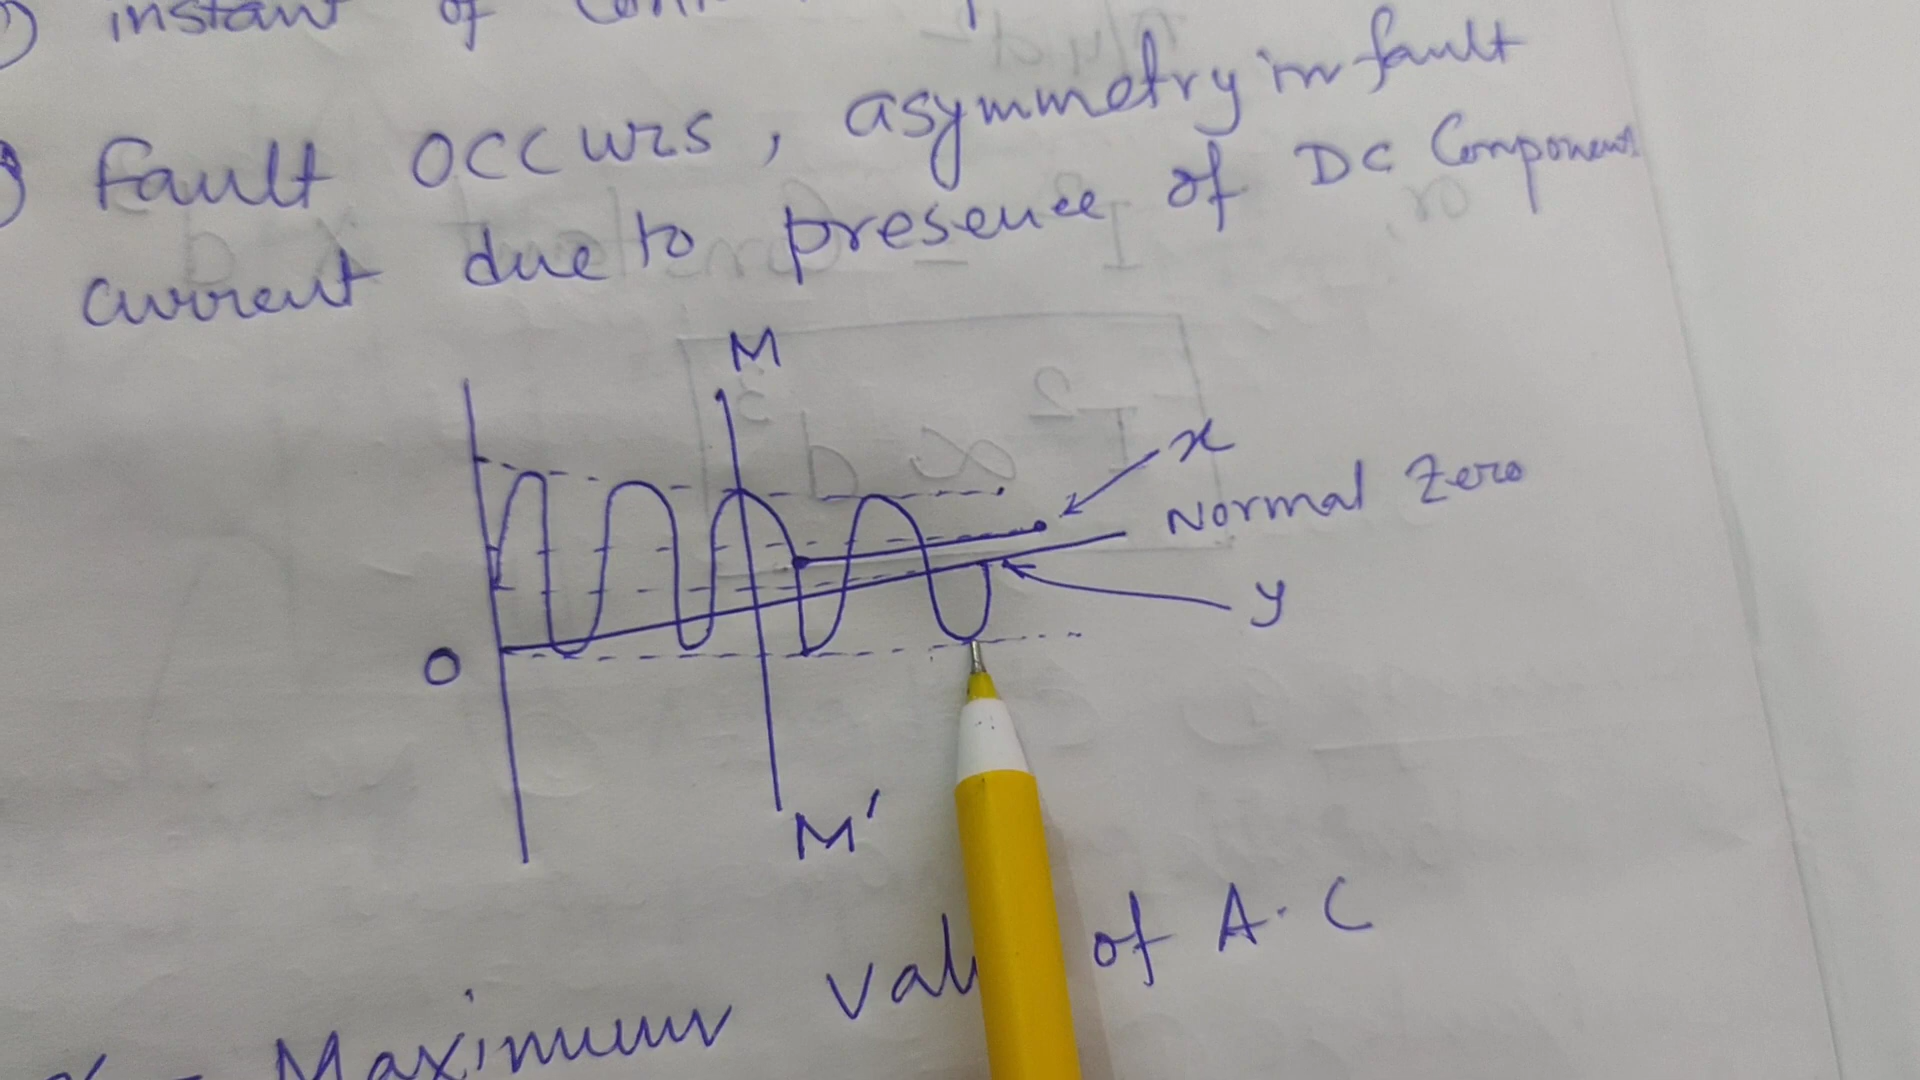 instant of
Fault occurs, asymmetry in fault
current due to presence of DC Component
M
x
Normal Zero
y
O
M'
Maximum val of A.C